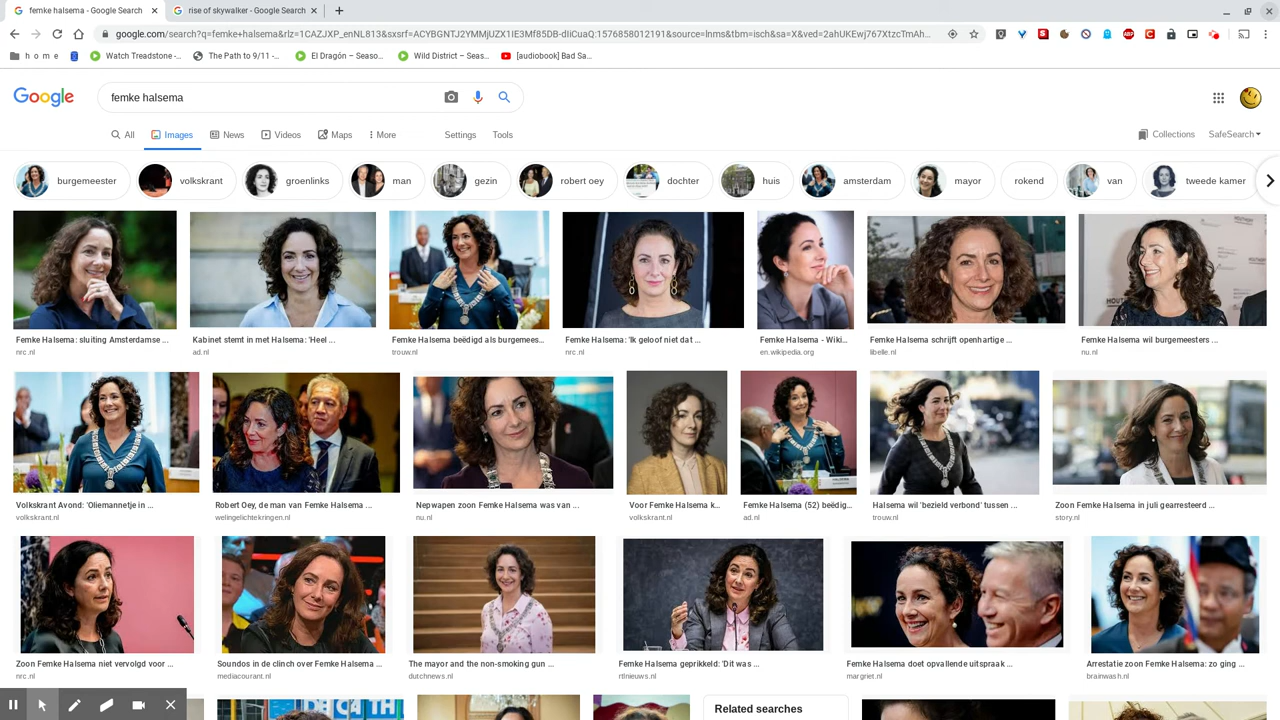 femke halsema - Google Search
rise of skywalker - Google Search
google.com/search?q=femke+halsema&rlz=1CAZJXP_enNL813&sxsrf=ACYBGNTJ2YMMjUZX1IE3Mf85DB-dIiCuaQ:1576858012191&source=lnms&tbm=isch&sa=X&ved=2ahUKEwj767XtzcTmAh...
h o m e
Watch Treadstone -...
The Path to 9/11 -...
El Dragón – Seaso...
Wild District – Seas...
[audiobook] Bad Sa...
Google
femke halsema
All
Images
News
Videos
Maps
More
Settings
Tools
Collections
SafeSearch
burgemeester
volkskrant
groenlinks
man
gezin
robert oey
dochter
huis
amsterdam
mayor
rokend
van
tweede kamer
Femke Halsema: sluiting Amsterdamse ...
nrc.nl
Kabinet stemt in met Halsema: 'Heel ...
ad.nl
Femke Halsema beëdigd als burgemees...
trouw.nl
Femke Halsema: 'Ik geloof niet dat ...
nrc.nl
Femke Halsema - Wiki...
en.wikipedia.org
Femke Halsema schrijft openhartige ...
libelle.nl
Femke Halsema wil burgemeesters ...
nu.nl
Volkskrant Avond: 'Oliemannetje in ...
volkskrant.nl
Robert Oey, de man van Femke Halsema ...
welingelichtekringen.nl
Nepwapen zoon Femke Halsema was van ...
nu.nl
Voor Femke Halsema k...
volkskrant.nl
Femke Halsema (52) beëdig...
ad.nl
Halsema wil 'bezield verbond' tussen ...
trouw.nl
Zoon Femke Halsema in juli gearresteerd ...
story.nl
Zoon Femke Halsema niet vervolgd voor ...
nrc.nl
Soundos in de clinch over Femke Halsema ...
mediacourant.nl
The mayor and the non-smoking gun ...
dutchnews.nl
Femke Halsema geprikkeld: 'Dit was ...
rtlnieuws.nl
Femke Halsema doet opvallende uitspraak ...
margriet.nl
Arrestatie zoon Femke Halsema: zo ging ...
brainwash.nl
Related searches